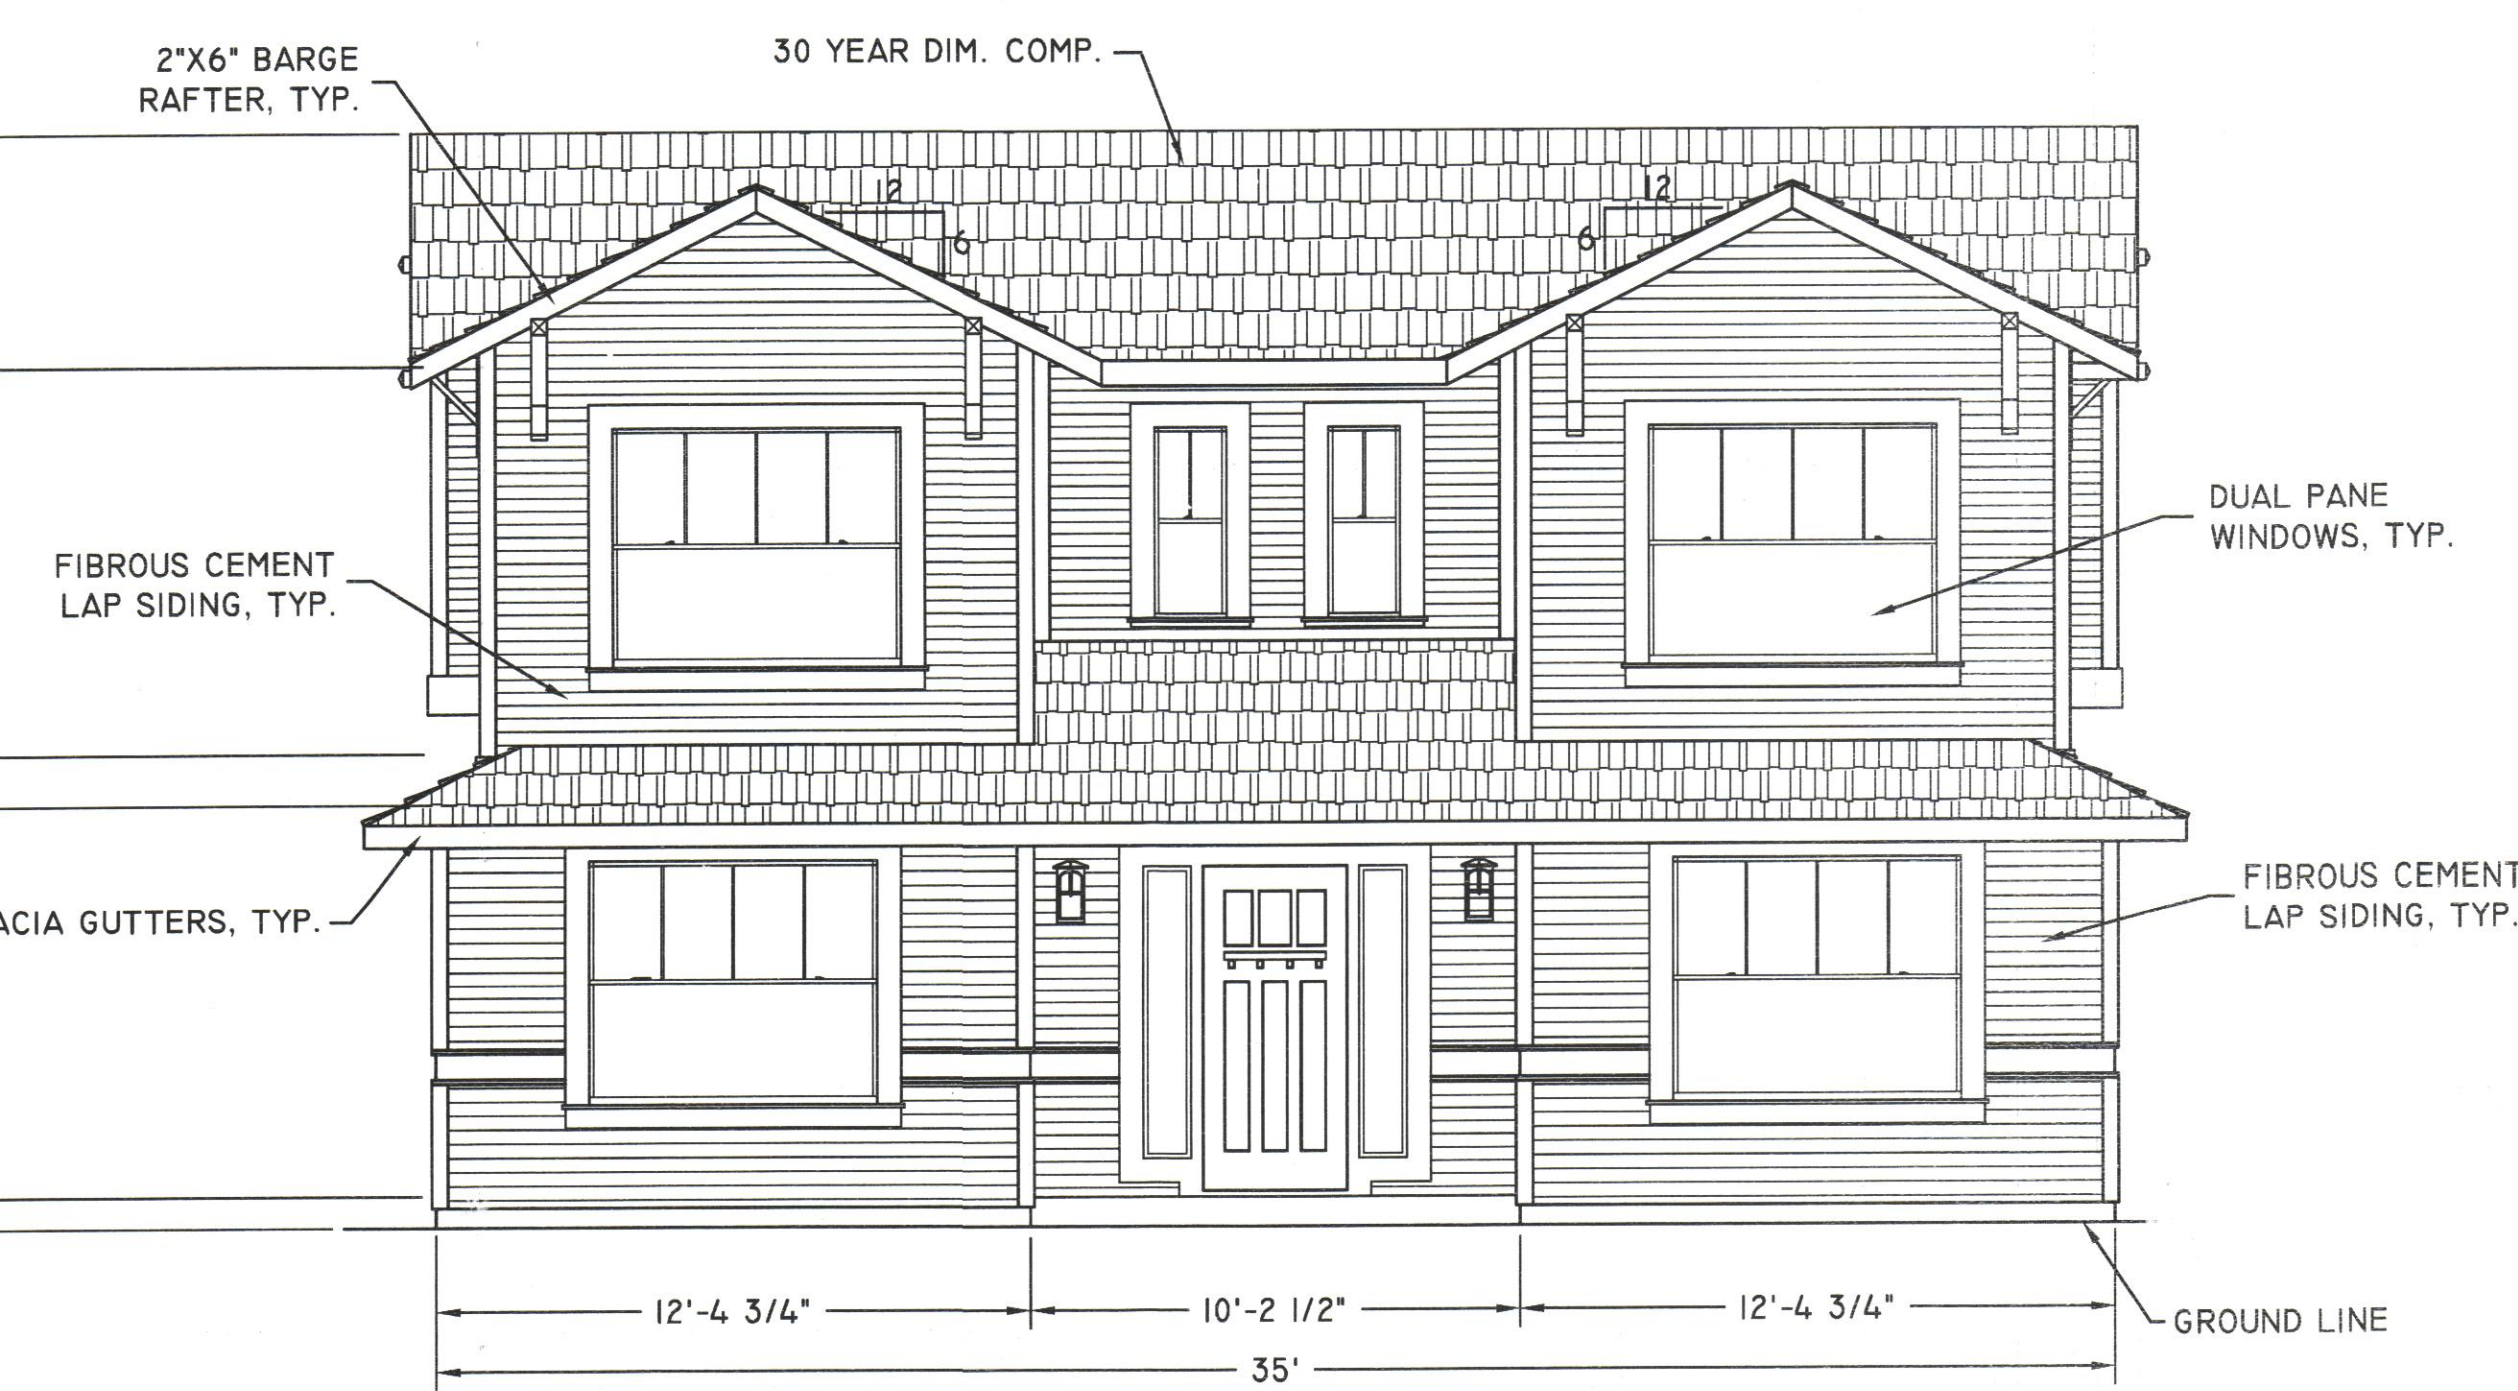 2"X6" BARGE
RAFTER, TYP.
30 YEAR DIM. COMP.
12
6
12
6
DUAL PANE
WINDOWS, TYP.
FIBROUS CEMENT
LAP SIDING, TYP.
FIBROUS CEMENT
LAP SIDING, TYP.
ACIA GUTTERS, TYP.
12'-4 3/4"
10'-2 1/2"
12'-4 3/4"
GROUND LINE
35'